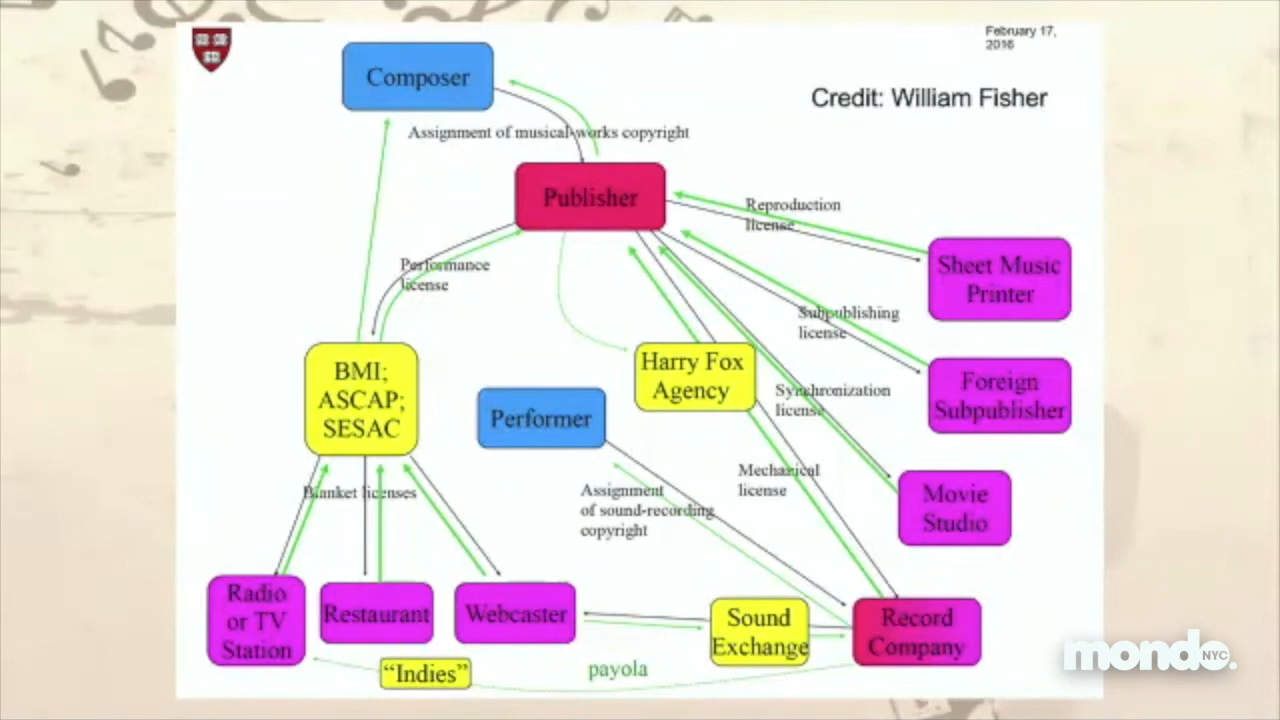 February 17,
2016
Composer
Credit: William Fisher
Assignment of musical-works copyright
Publisher
Reproduction
license
Performance
license
Sheet Music
Printer
Subpublishing
license
BMI;
ASCAP;
SESAC
Harry Fox
Agency
Foreign
Subpublisher
Performer
Synchronization
license
Mechanical
license
Blanket licenses
Assignment
of sound-recording
copyright
Movie
Studio
Radio
or TV
Station
Restaurant
Webcaster
Sound
Exchange
Record
Company
"Indies"
payola
mondo.NYC